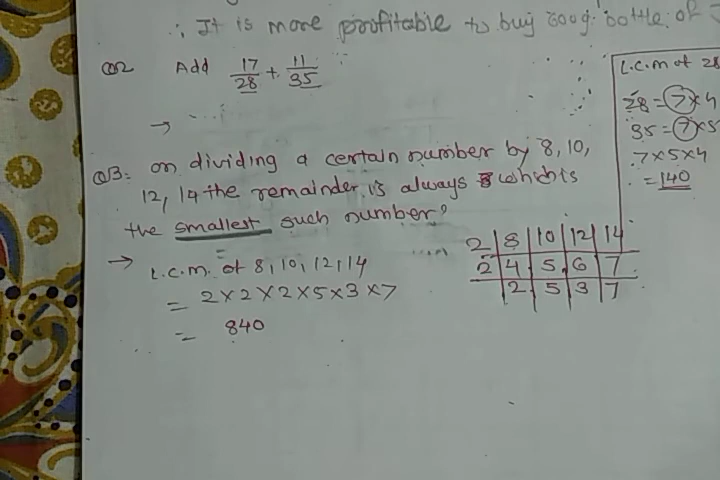 ∴ It is more profitable to buy 200g. bottle of
Q2 Add 17/28 + 11/35
→
L.C.M of 28
28 = 7×4
35 = 7×5
7×5×4
= 140
Q3. on dividing a certain number by 8, 10,
12, 14 the remainder is always 3 which is
the smallest such number?
→ L.C.M. of 8, 10, 12, 14
= 2×2×2×5×3×7
= 840
2 8 10 12 14
2 4 5 6 7
2 5 3 7